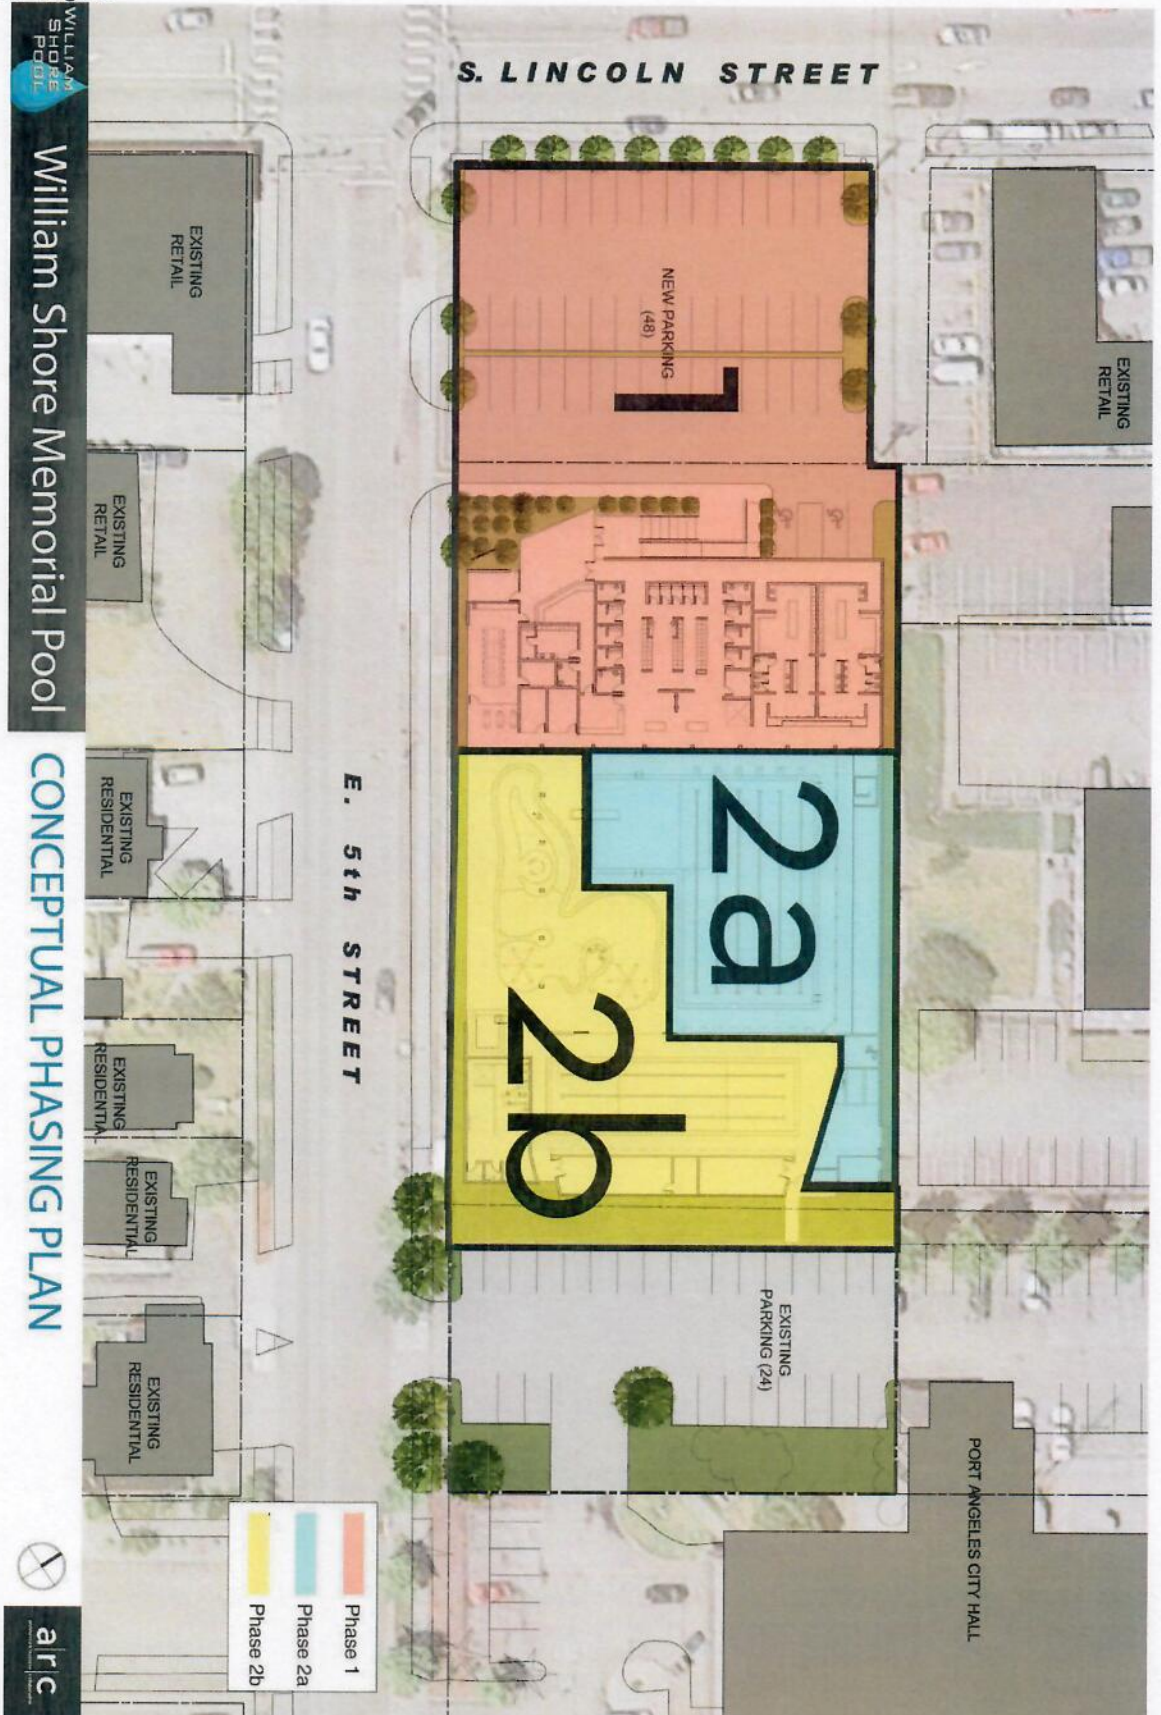 S. LINCOLN STREET
EXISTING
RETAIL
EXISTING
RETAIL
NEW PARKING
(48)
1
EXISTING
RETAIL
2a
2b
E. 5th STREET
EXISTING
RESIDENTIAL
EXISTING
RESIDENTIAL
EXISTING
RESIDENTIAL
EXISTING
RESIDENTIAL
EXISTING
PARKING (24)
PORT ANGELES CITY HALL
Phase 1
Phase 2a
Phase 2b
WILLIAM
SHORE
POOL
William Shore Memorial Pool CONCEPTUAL PHASING PLAN
a|r|c